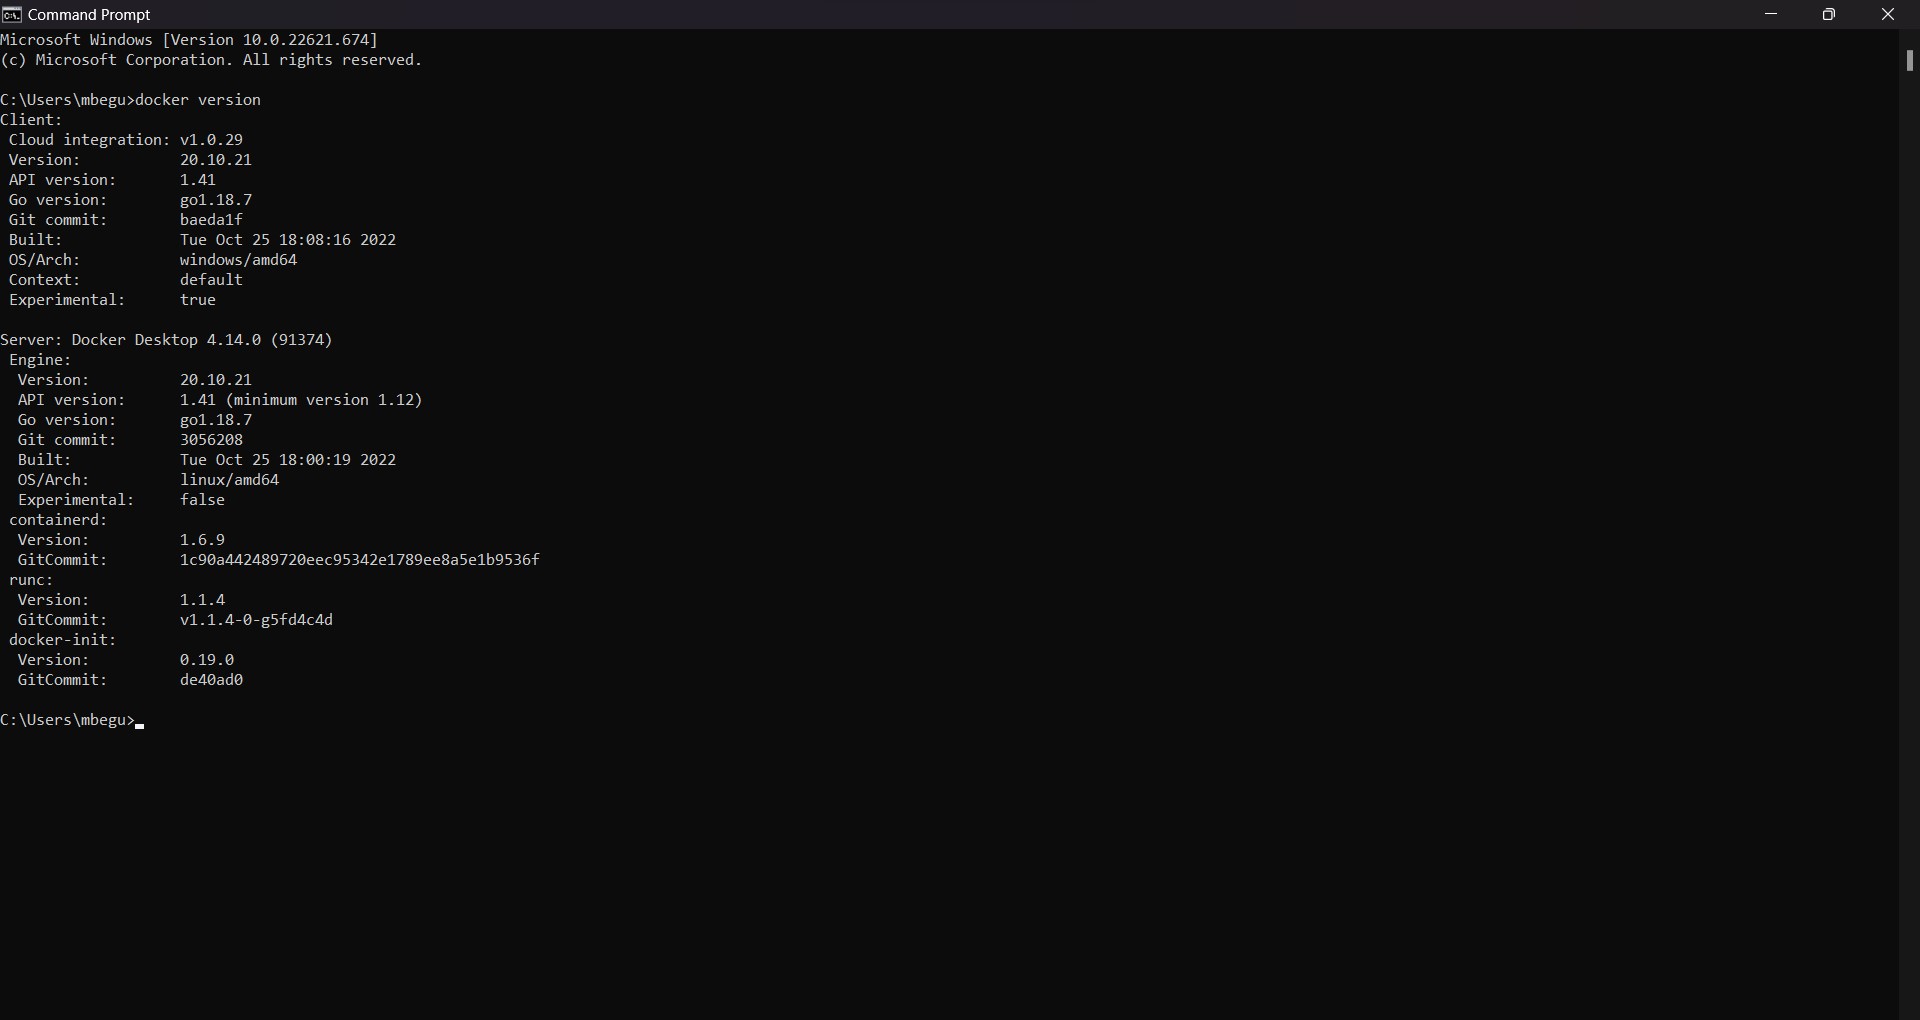 Command Prompt
Microsoft Windows [Version 10.0.22621.674]
(c) Microsoft Corporation. All rights reserved.
C:\Users\mbegu>docker version
Client:
Cloud integration: v1.0.29
Version: 20.10.21
API version: 1.41
Go version: go1.18.7
Git commit: baeda1f
Built: Tue Oct 25 18:08:16 2022
OS/Arch: windows/amd64
Context: default
Experimental: true
Server: Docker Desktop 4.14.0 (91374)
Engine:
Version: 20.10.21
API version: 1.41 (minimum version 1.12)
Go version: go1.18.7
Git commit: 3056208
Built: Tue Oct 25 18:00:19 2022
OS/Arch: linux/amd64
Experimental: false
containerd:
Version: 1.6.9
GitCommit: 1c90a442489720eec95342e1789ee8a5e1b9536f
runc:
Version: 1.1.4
GitCommit: v1.1.4-0-g5fd4c4d
docker-init:
Version: 0.19.0
GitCommit: de40ad0
C:\Users\mbegu>